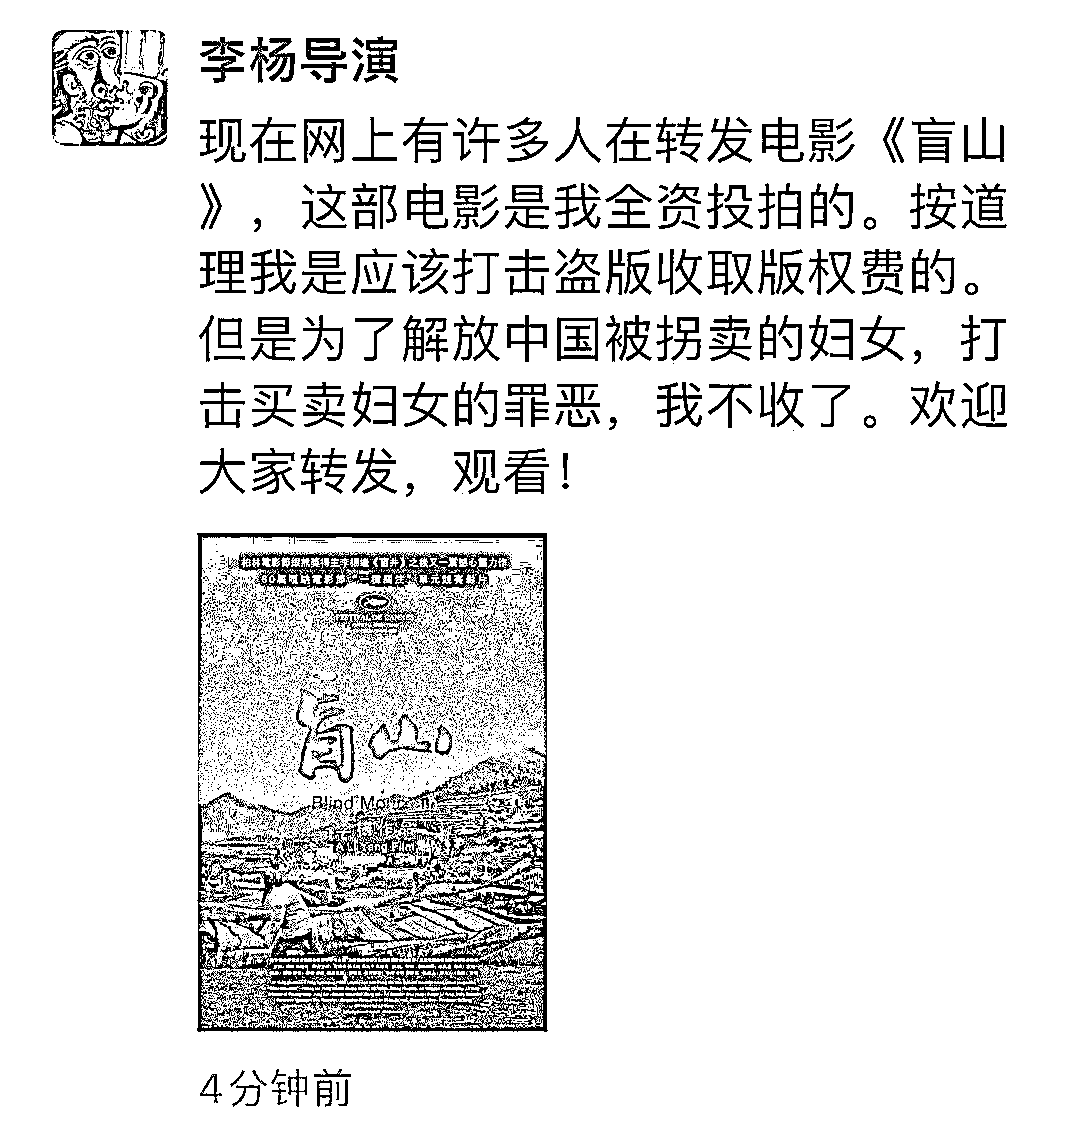 李杨导演
现在网上有许多人在转发电影《盲山
》，这部电影是我全资投拍的。按道
理我是应该打击盗版收取版权费的。
但是为了解放中国被拐卖的妇女，打
击买卖妇女的罪恶，我不收了。欢迎
大家转发，观看！
盲山
Blind
4分钟前